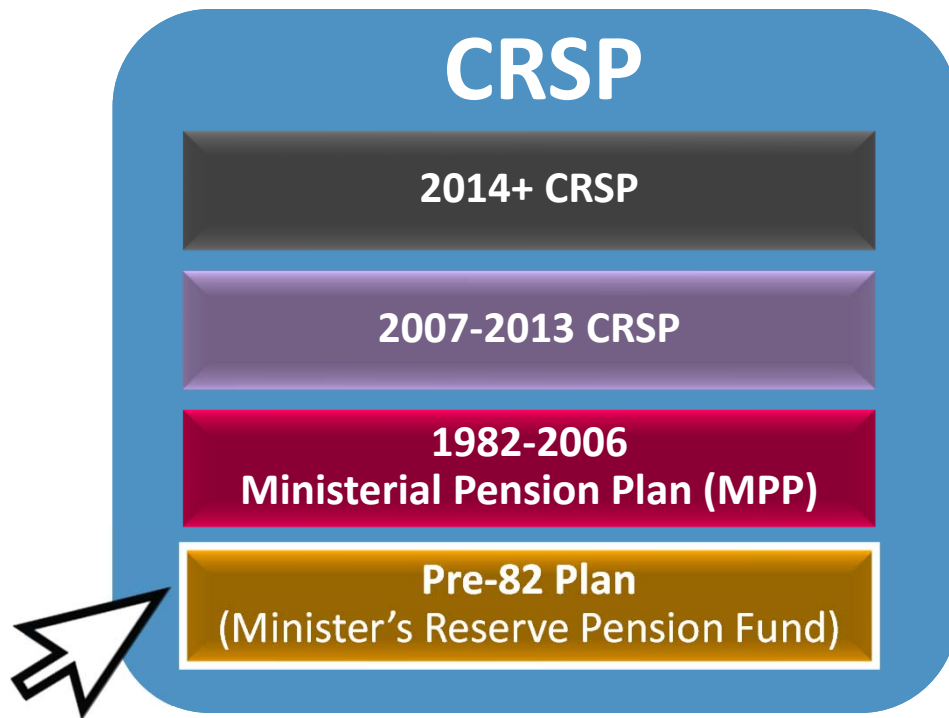 CRSP
2014+ CRSP
2007-2013 CRSP
1982-2006
Ministerial Pension Plan (MPP)
Pre-82 Plan
(Minister’s Reserve Pension Fund)